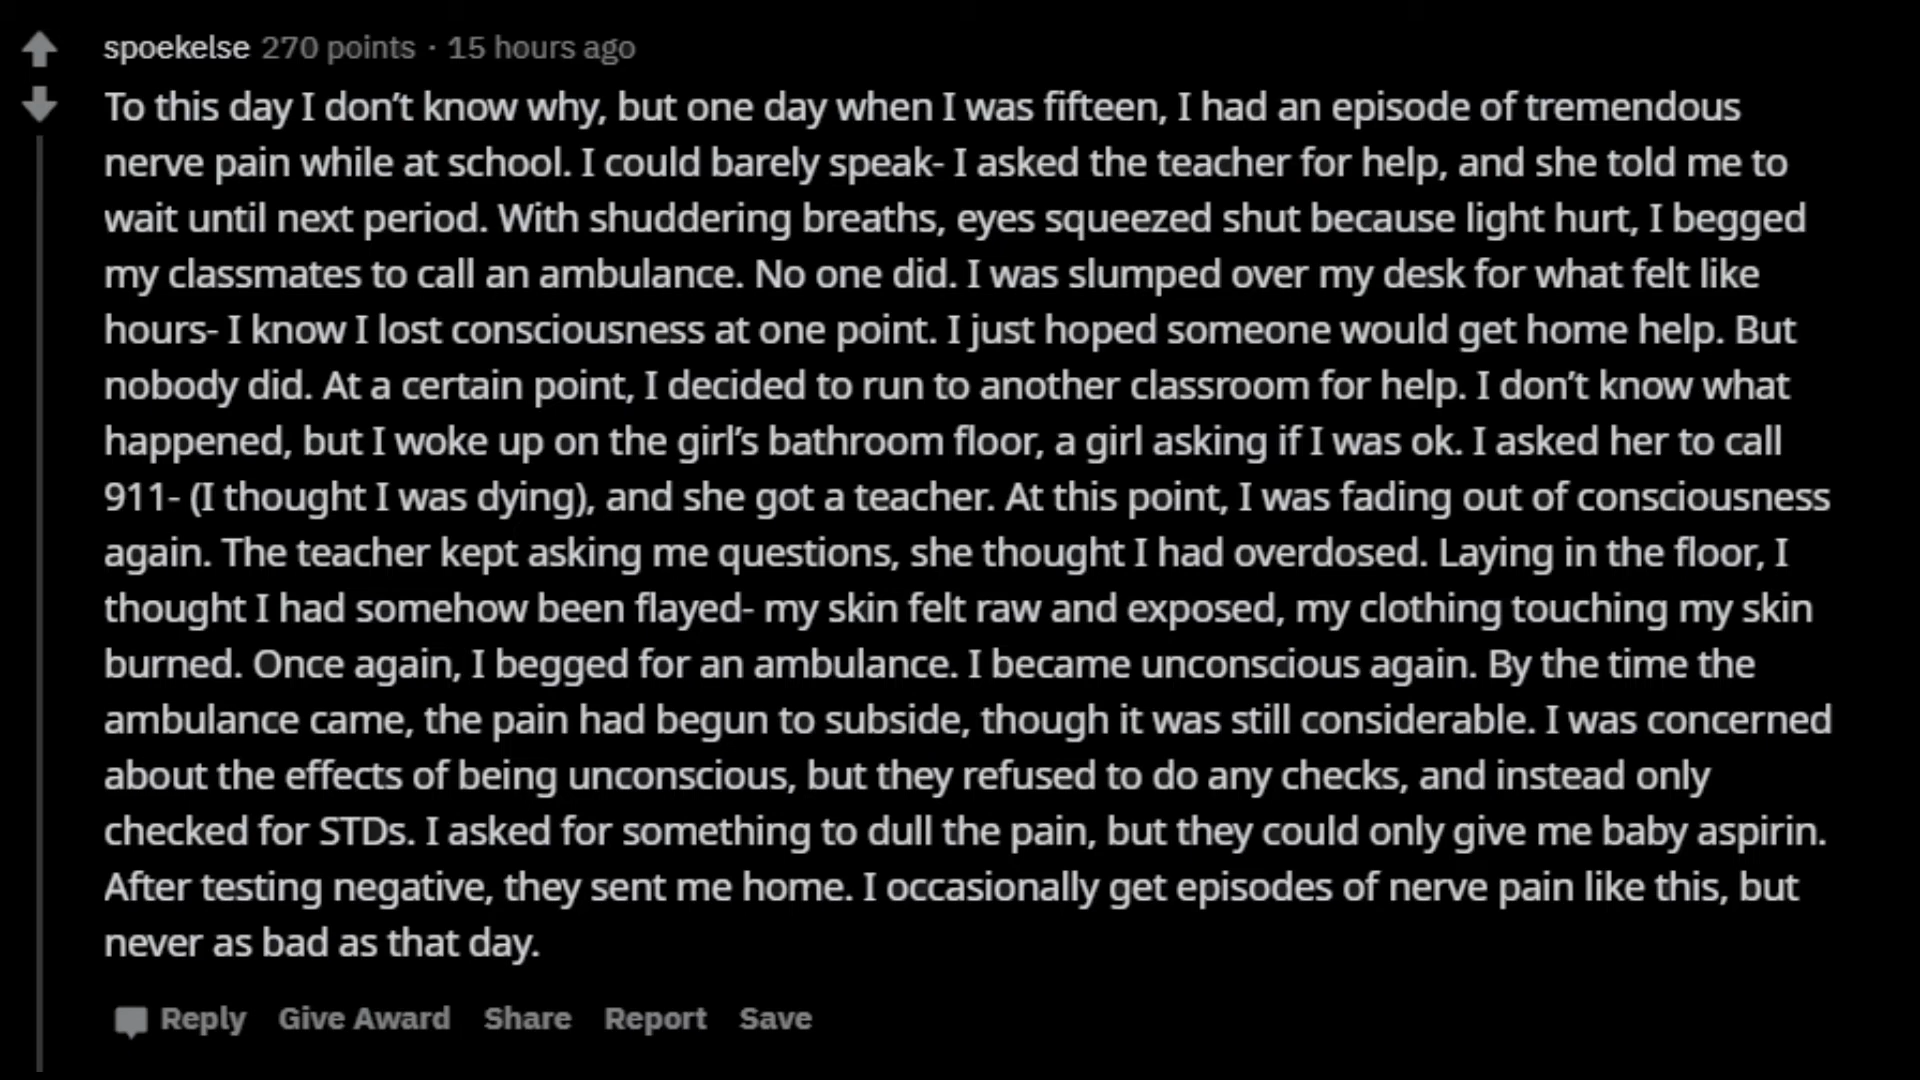 spoekelse 270 points · 15 hours ago
To this day I don’t know why, but one day when I was fifteen, I had an episode of tremendous
nerve pain while at school. I could barely speak- I asked the teacher for help, and she told me to
wait until next period. With shuddering breaths, eyes squeezed shut because light hurt, I begged
my classmates to call an ambulance. No one did. I was slumped over my desk for what felt like
hours- I know I lost consciousness at one point. I just hoped someone would get home help. But
nobody did. At a certain point, I decided to run to another classroom for help. I don’t know what
happened, but I woke up on the girl’s bathroom floor, a girl asking if I was ok. I asked her to call
911- (I thought I was dying), and she got a teacher. At this point, I was fading out of consciousness
again. The teacher kept asking me questions, she thought I had overdosed. Laying in the floor, I
thought I had somehow been flayed- my skin felt raw and exposed, my clothing touching my skin
burned. Once again, I begged for an ambulance. I became unconscious again. By the time the
ambulance came, the pain had begun to subside, though it was still considerable. I was concerned
about the effects of being unconscious, but they refused to do any checks, and instead only
checked for STDs. I asked for something to dull the pain, but they could only give me baby aspirin.
After testing negative, they sent me home. I occasionally get episodes of nerve pain like this, but
never as bad as that day.
Reply Give Award Share Report Save